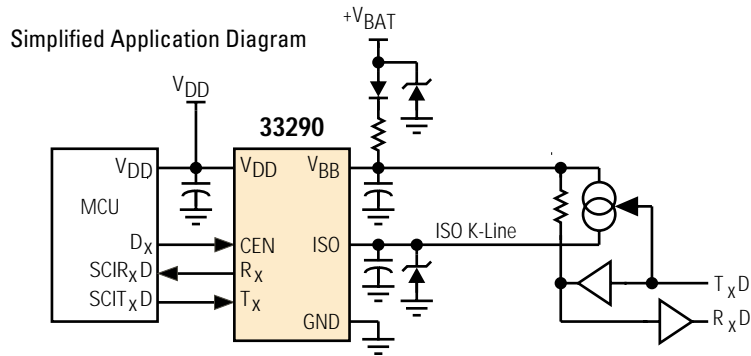 Simplified Application Diagram
+VBAT
VDD
33290
VDD
VDD
VBB
MCU
DX
CEN
ISO
ISO K-Line
SCIRXD
RX
SCITXD
TX
TXD
GND
RXD